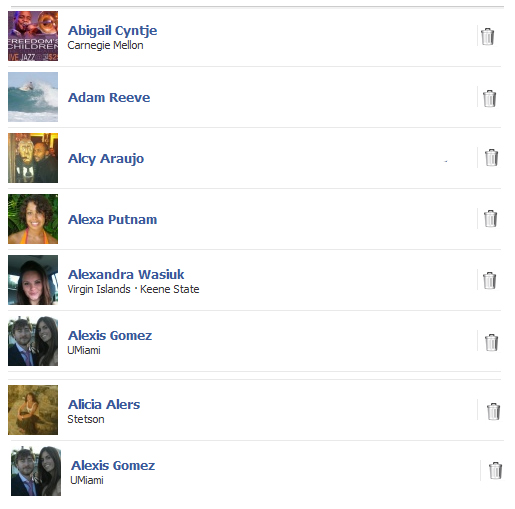 FREEDOM'S
CHILDREN
LIVE JAZZ
Abigail Cyntje
Carnegie Mellon
Adam Reeve
Alcy Araujo
Alexa Putnam
Alexandra Wasiuk
Virgin Islands · Keene State
Alexis Gomez
UMiami
Alicia Alers
Stetson
Alexis Gomez
UMiami